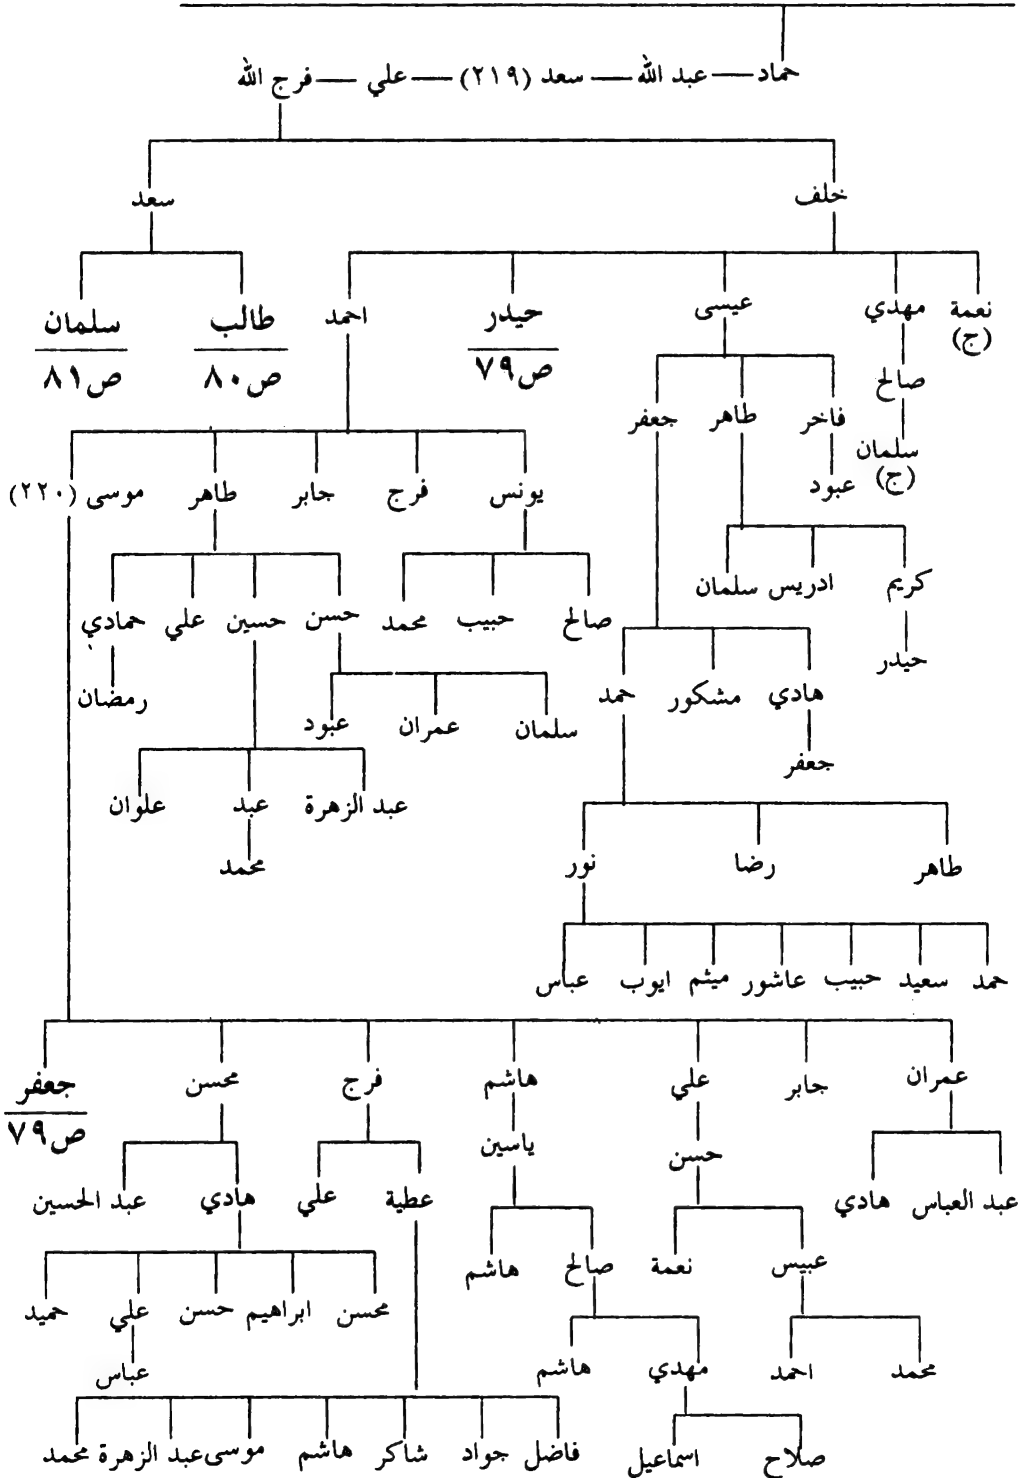 حماد — عبد الله — سعد (٢١٩) — علي — فرج الله
خلف سعد
نعمة مهدي عيسى حيدر احمد طالب سلمان
(ج) ص٧٩ ص٨٠ ص٨١
صالح
فاخر طاهر جعفر
سلمان
(ج)
عبود
يونس فرج جابر طاهر موسى (٢٢٠)
كريم ادريس سلمان
صالح حبيب محمد حسن حسين علي حمادي
حيدر
هادي مشكور حمد
رمضان
سلمان عمران عبود
جعفر
عبد الزهرة عبد علوان
محمد
طاهر رضا نور
حمد سعيد حبيب عاشور ميثم ايوب عباس
عمران جابر علي هاشم فرج محسن جعفر
ص٧٩
حسن ياسين
عبد العباس هادي عطية علي هادي عبد الحسين
عبيس نعمة صالح هاشم
محسن ابراهيم حسن علي حميد
محمد احمد مهدي هاشم
عباس
صلاح اسماعيل
فاضل جواد شاكر هاشم موسى عبد الزهرة محمد